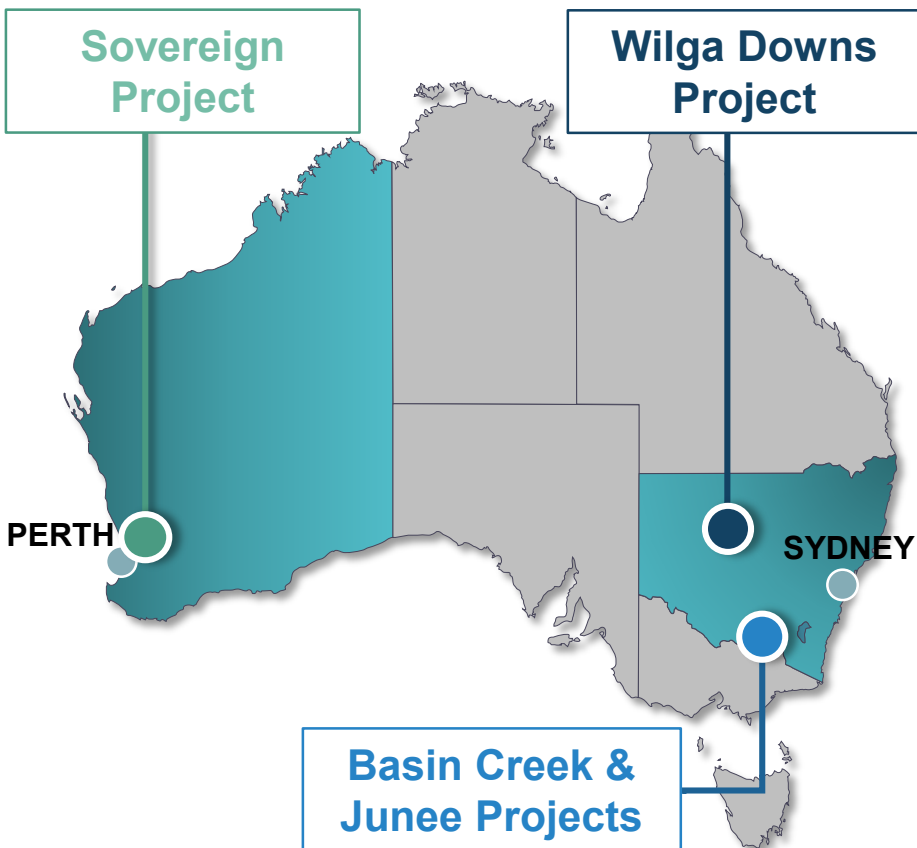 Sovereign
Project
Wilga Downs
Project
PERTH
SYDNEY
Basin Creek &
Junee Projects